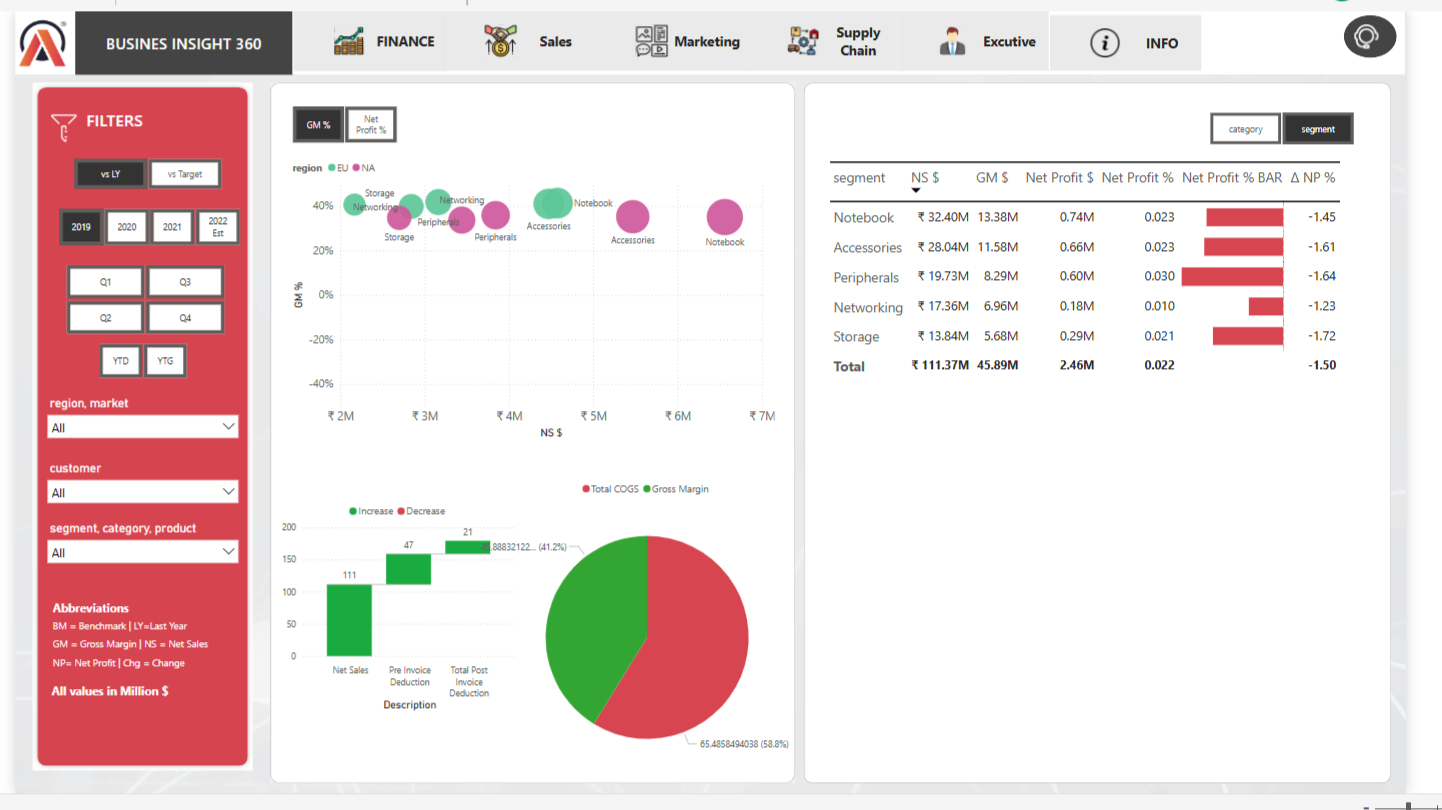 BUSINES INSIGHT 360
FINANCE
Sales
Marketing
Supply
Chain
Excutive
INFO
FILTERS
vs LY
vs Target
2019
2020
2021
2022
Est
Q1
Q3
Q2
Q4
YTD
YTG
region, market
All
customer
All
segment, category, product
All
Abbreviations
BM = Benchmark | LY=Last Year
GM = Gross Margin | NS = Net Sales
NP= Net Profit | Chg = Change
All values in Million $
GM %
Net
Profit %
region EU NA
GM %
40%
20%
0%
-20%
-40%
Storage
Networking
Networking
Storage
Peripherals
Peripherals
Notebook
Accessories
Accessories
Notebook
₹ 2M ₹ 3M ₹ 4M ₹ 5M ₹ 6M ₹ 7M
NS $
Increase Decrease
200
150
100
50
0
111
47
21
Net Sales
Pre Invoice
Deduction
Total Post
Invoice
Deduction
Description
Total COGS Gross Margin
.88832122... (41.2%)
65.4858494038 (58.8%)
category
segment
segment NS $ GM $ Net Profit $ Net Profit % Net Profit % BAR Δ NP %
Notebook ₹ 32.40M 13.38M 0.74M 0.023 -1.45
Accessories ₹ 28.04M 11.58M 0.66M 0.023 -1.61
Peripherals ₹ 19.73M 8.29M 0.60M 0.030 -1.64
Networking ₹ 17.36M 6.96M 0.18M 0.010 -1.23
Storage ₹ 13.84M 5.68M 0.29M 0.021 -1.72
Total ₹ 111.37M 45.89M 2.46M 0.022 -1.50